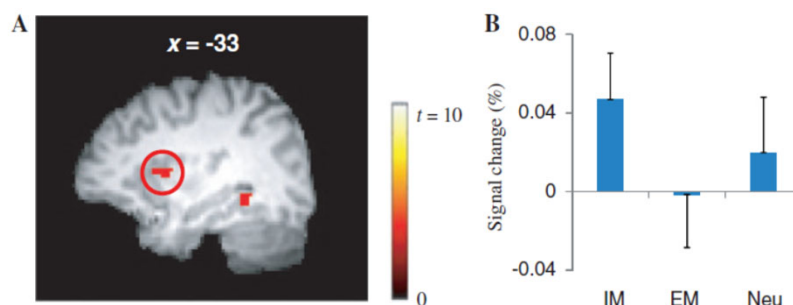 A
x = -33
t = 10
0
B
Signal change (%)
0.08
0.04
0
-0.04
IM EM Neu